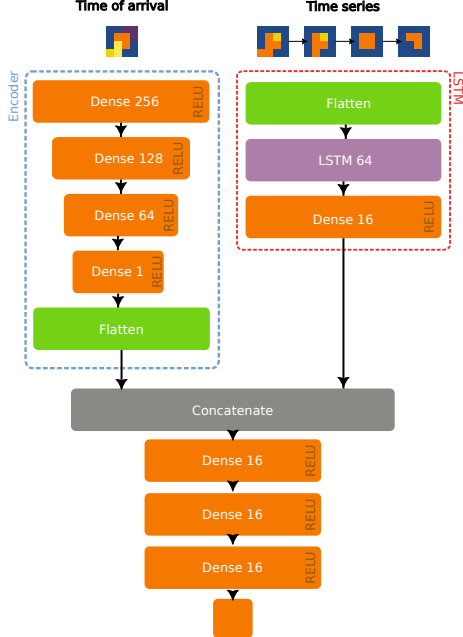 Time of arrival
Time series
Encoder
Dense 256
RELU
Dense 128
RELU
Dense 64
RELU
Dense 1
RELU
Flatten
LSTM
Flatten
LSTM 64
Dense 16
RELU
Concatenate
Dense 16
RELU
Dense 16
RELU
Dense 16
RELU